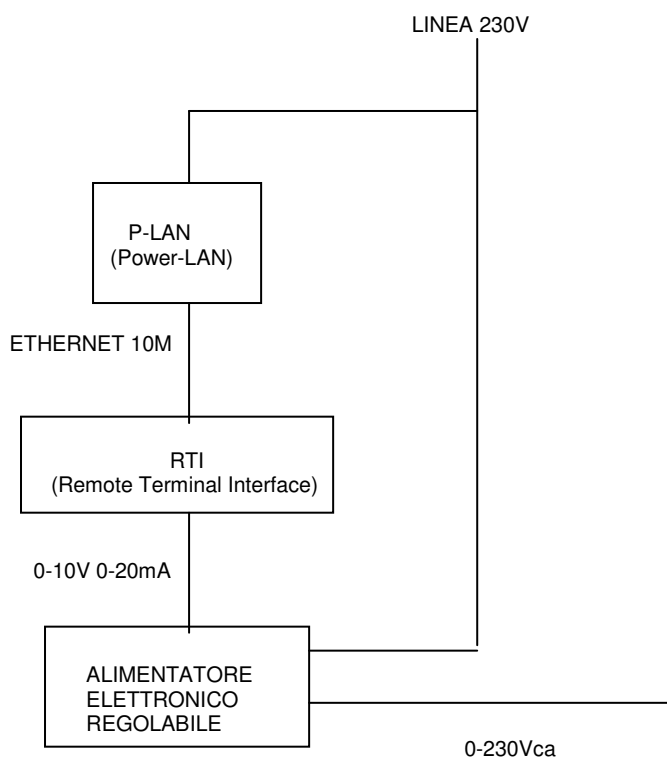 LINEA 230V
P-LAN
(Power-LAN)
ETHERNET 10M
RTI
(Remote Terminal Interface)
0-10V 0-20mA
ALIMENTATORE
ELETTRONICO
REGOLABILE
0-230Vca